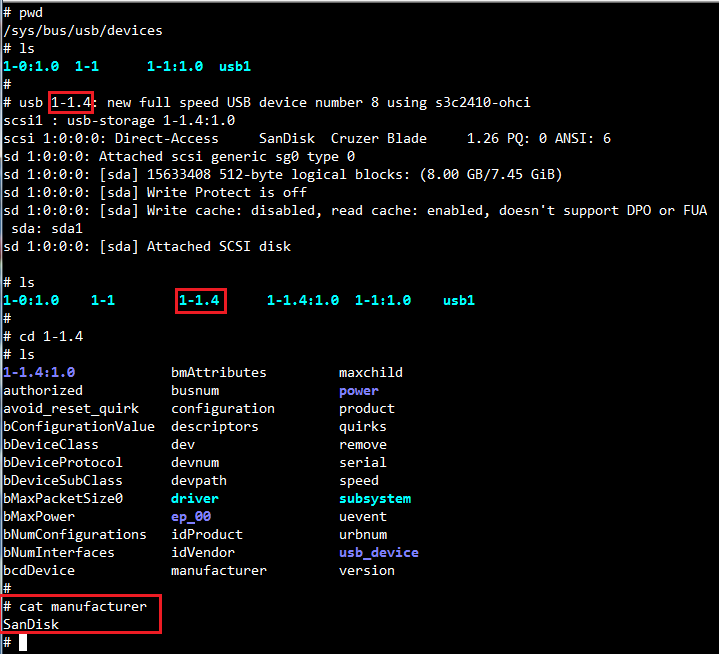 # pwd
/sys/bus/usb/devices
# ls
1-0:1.0  1-1      1-1:1.0  usb1
#
# usb 1-1.4: new full speed USB device number 8 using s3c2410-ohci
scsi1 : usb-storage 1-1.4:1.0
scsi 1:0:0:0: Direct-Access     SanDisk  Cruzer Blade     1.26 PQ: 0 ANSI: 6
sd 1:0:0:0: Attached scsi generic sg0 type 0
sd 1:0:0:0: [sda] 15633408 512-byte logical blocks: (8.00 GB/7.45 GiB)
sd 1:0:0:0: [sda] Write Protect is off
sd 1:0:0:0: [sda] Write cache: disabled, read cache: enabled, doesn't support DPO or FUA
 sda: sda1
sd 1:0:0:0: [sda] Attached SCSI disk
# ls
1-0:1.0    1-1        1-1.4      1-1.4:1.0  1-1:1.0    usb1
#
# cd 1-1.4
# ls
1-1.4:1.0            bmAttributes         maxchild
authorized           busnum               power
avoid_reset_quirk    configuration        product
bConfigurationValue  descriptors          quirks
bDeviceClass         dev                  remove
bDeviceProtocol      devnum               serial
bDeviceSubClass      devpath              speed
bMaxPacketSize0      driver               subsystem
bMaxPower            ep_00                uevent
bNumConfigurations   idProduct            urbnum
bNumInterfaces       idVendor             usb_device
bcdDevice            manufacturer         version
#
# cat manufacturer
SanDisk
#